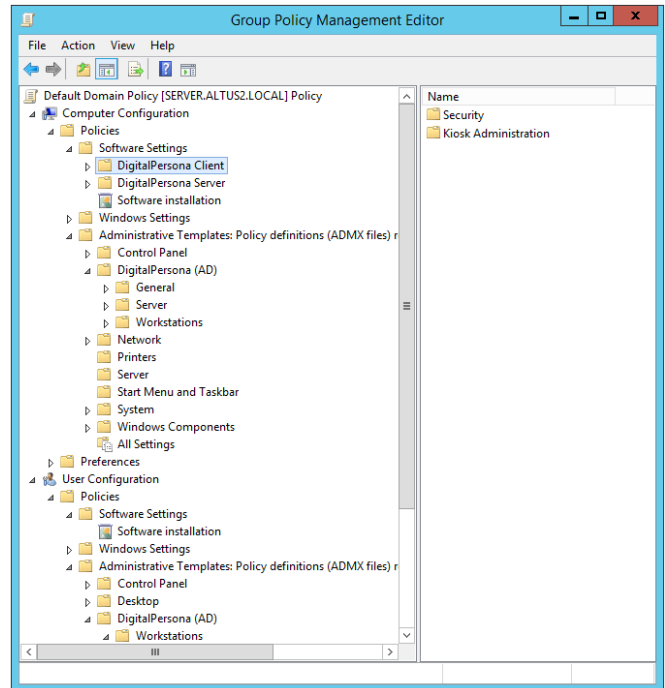 Group Policy Management Editor
File Action View Help
Default Domain Policy [SERVER.ALTUS2.LOCAL] Policy
Computer Configuration
Policies
Software Settings
DigitalPersona Client
DigitalPersona Server
Software installation
Windows Settings
Administrative Templates: Policy definitions (ADMX files) r
Control Panel
DigitalPersona (AD)
General
Server
Workstations
Network
Printers
Server
Start Menu and Taskbar
System
Windows Components
All Settings
Preferences
User Configuration
Policies
Software Settings
Software installation
Windows Settings
Administrative Templates: Policy definitions (ADMX files) r
Control Panel
Desktop
DigitalPersona (AD)
Workstations
Name
Security
Kiosk Administration